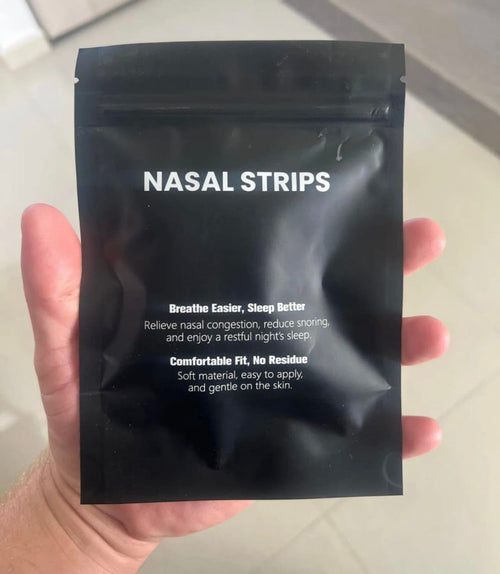 NASAL STRIPS
Breathe Easier, Sleep Better
Relieve nasal congestion, reduce snoring,
and enjoy a restful night's sleep.
Comfortable Fit, No Residue
Soft material, easy to apply,
and gentle on the skin.